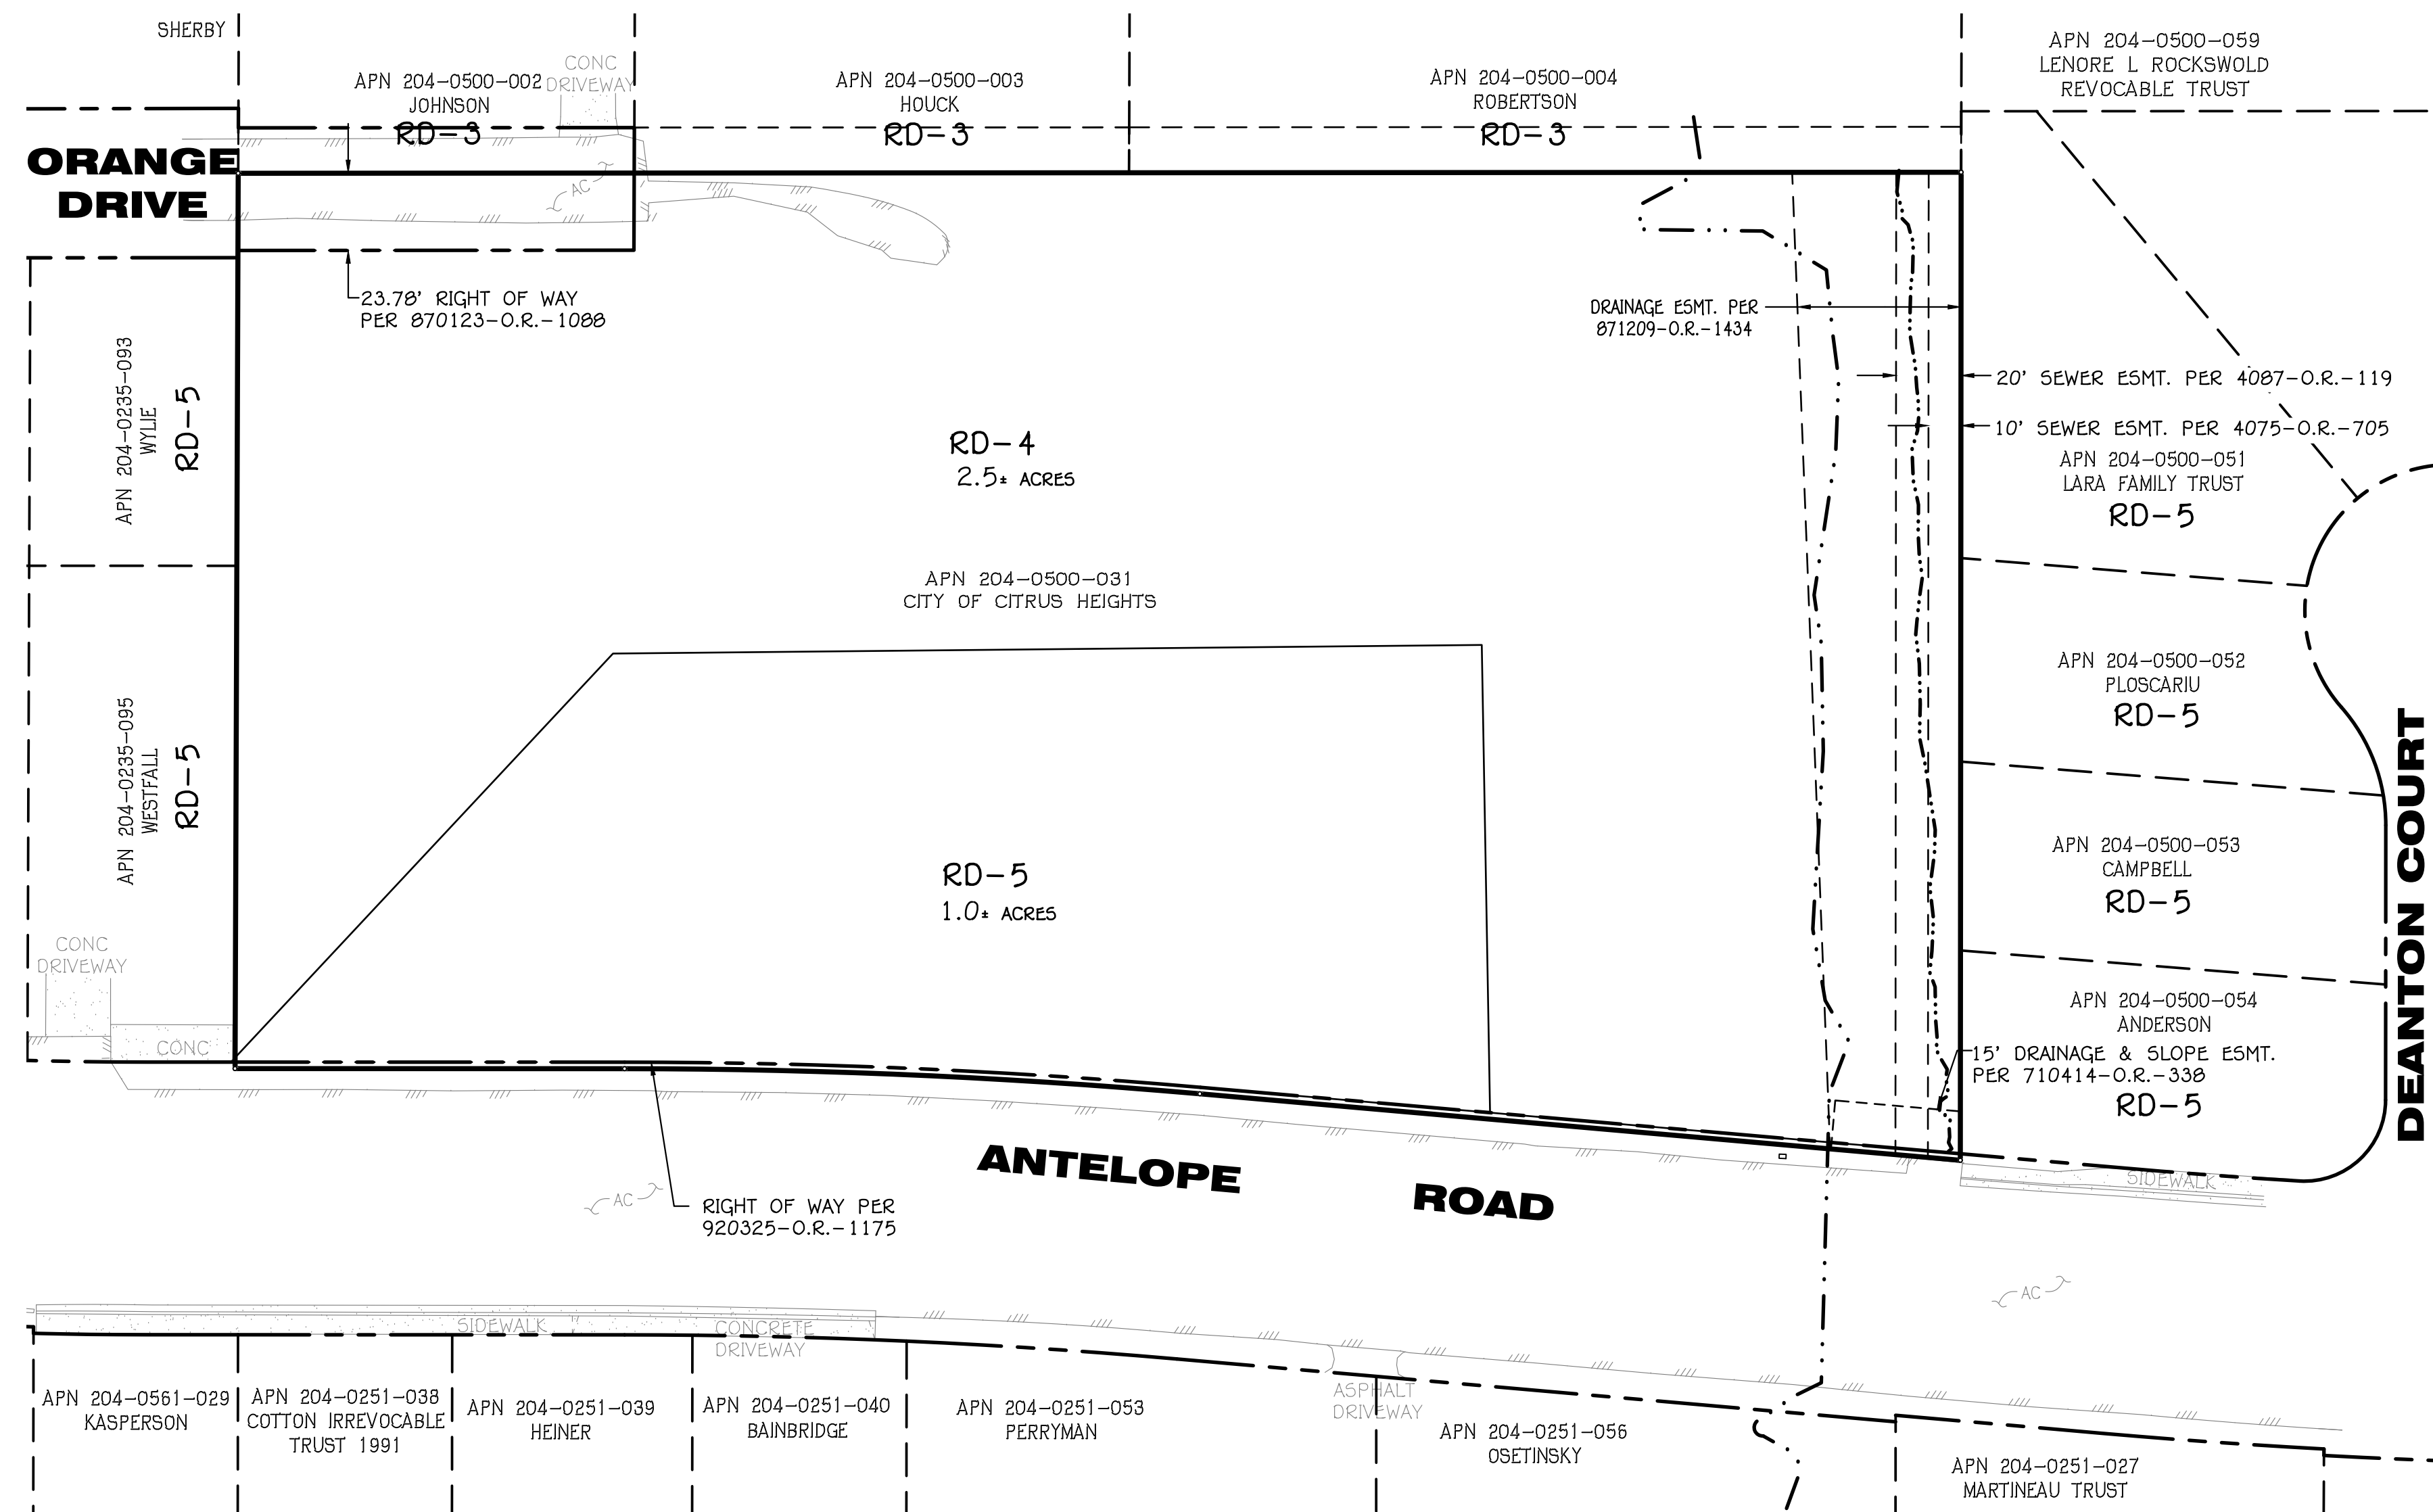 SHERBY
APN 204-0500-002
JOHNSON
RD-3
CONC
DRIVEWAY
APN 204-0500-003
HOUCK
RD-3
APN 204-0500-004
ROBERTSON
RD-3
APN 204-0500-059
LENORE L ROCKSWOLD
REVOCABLE TRUST
ORANGE
DRIVE
AC
23.78' RIGHT OF WAY
PER 870123-O.R.-1088
DRAINAGE ESMT. PER
871209-O.R.-1434
20' SEWER ESMT. PER 4087-O.R.-119
10' SEWER ESMT. PER 4075-O.R.-705
APN 204-0500-051
LARA FAMILY TRUST
RD-5
APN 204-0235-093
WYLIE
RD-5
RD-4
2.5± ACRES
APN 204-0500-031
CITY OF CITRUS HEIGHTS
APN 204-0500-052
PLOSCARIU
RD-5
APN 204-0235-095
WESTFALL
RD-5
RD-5
1.0± ACRES
APN 204-0500-053
CAMPBELL
RD-5
DEANTON COURT
CONC
DRIVEWAY
CONC
APN 204-0500-054
ANDERSON
15' DRAINAGE & SLOPE ESMT.
PER 710414-O.R.-338
RD-5
ANTELOPE ROAD
SIDEWALK
AC
RIGHT OF WAY PER
920325-O.R.-1175
AC
SIDEWALK
CONCRETE
DRIVEWAY
ASPHALT
DRIVEWAY
APN 204-0561-029
KASPERSON
APN 204-0251-038
COTTON IRREVOCABLE
TRUST 1991
APN 204-0251-039
HEINER
APN 204-0251-040
BAINBRIDGE
APN 204-0251-053
PERRYMAN
APN 204-0251-056
OSETINSKY
APN 204-0251-027
MARTINEAU TRUST